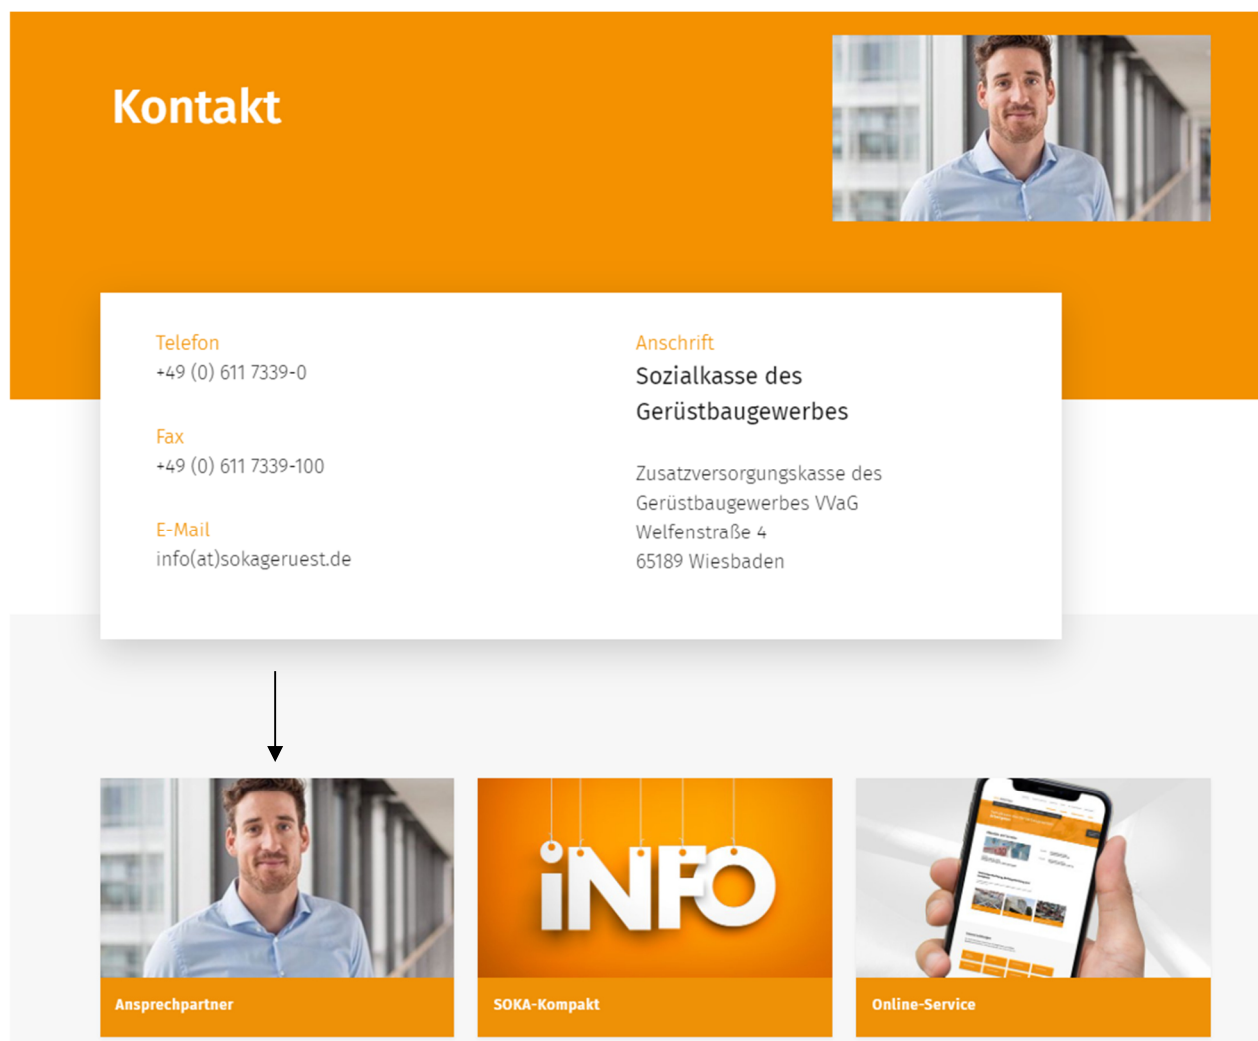 Kontakt
Telefon
+49 (0) 611 7339-0
Fax
+49 (0) 611 7339-100
E-Mail
info(at)sokageruest.de
Anschrift
Sozialkasse des
Gerüstbaugewerbes
Zusatzversorgungskasse des
Gerüstbaugewerbes VVaG
Welfenstraße 4
65189 Wiesbaden
iNFO
Ansprechpartner
SOKA-Kompakt
Online-Service